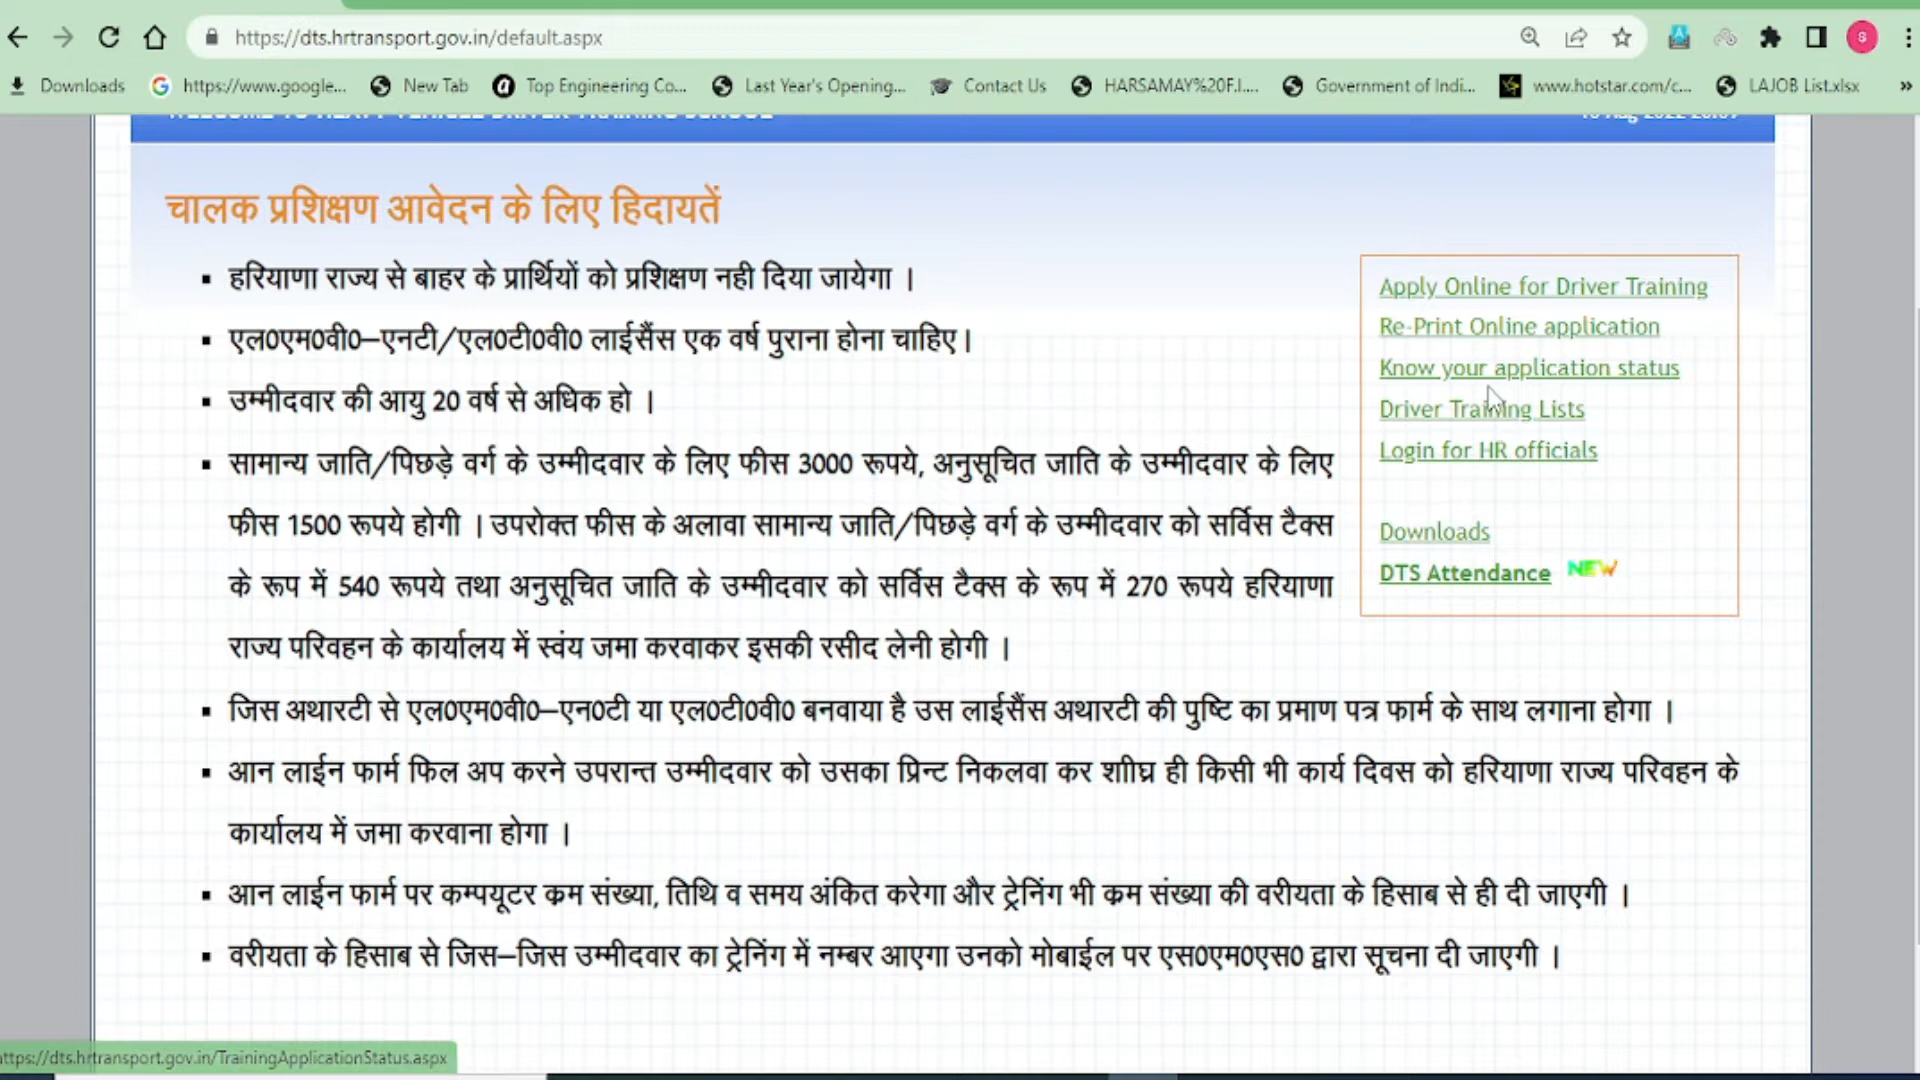 https://dts.hrtransport.gov.in/default.aspx
S
Downloads
https://www.google...
New Tab
Top Engineering Co...
Last Year's Opening...
Contact Us
HARSAMAY%20F.I....
Government of Indi...
www.hotstar.com/c...
LAJOB List.xlsx
»
WELCOME TO HEAVY VEHICLE DRIVER TRAINING SCHOOL
चालक प्रशिक्षण आवेदन के लिए हिदायतें
▪ हरियाणा राज्य से बाहर के प्रार्थियों को प्रशिक्षण नही दिया जायेगा ।
▪ एल0एम0वी0–एनटी/एल0टी0वी0 लाईसैंस एक वर्ष पुराना होना चाहिए।
▪ उम्मीदवार की आयु 20 वर्ष से अधिक हो ।
▪ सामान्य जाति/पिछड़े वर्ग के उम्मीदवार के लिए फीस 3000 रूपये, अनुसूचित जाति के उम्मीदवार के लिए
फीस 1500 रूपये होगी । उपरोक्त फीस के अलावा सामान्य जाति/पिछड़े वर्ग के उम्मीदवार को सर्विस टैक्स
के रूप में 540 रूपये तथा अनुसूचित जाति के उम्मीदवार को सर्विस टैक्स के रूप में 270 रूपये हरियाणा
राज्य परिवहन के कार्यालय में स्वंय जमा करवाकर इसकी रसीद लेनी होगी ।
▪ जिस अथारटी से एल0एम0वी0–एन0टी या एल0टी0वी0 बनवाया है उस लाईसैंस अथारटी की पुष्टि का प्रमाण पत्र फार्म के साथ लगाना होगा ।
▪ आन लाईन फार्म फिल अप करने उपरान्त उम्मीदवार को उसका प्रिन्ट निकलवा कर शाीघ्र ही किसी भी कार्य दिवस को हरियाणा राज्य परिवहन के
कार्यालय में जमा करवाना होगा ।
▪ आन लाईन फार्म पर कम्पयूटर क्रम संख्या, तिथि व समय अंकित करेगा और ट्रेनिंग भी क्रम संख्या की वरीयता के हिसाब से ही दी जाएगी ।
▪ वरीयता के हिसाब से जिस–जिस उम्मीदवार का ट्रेनिंग में नम्बर आएगा उनको मोबाईल पर एस0एम0एस0 द्वारा सूचना दी जाएगी ।
Apply Online for Driver Training
Re-Print Online application
Know your application status
Driver Training Lists
Login for HR officials
Downloads
DTS Attendance NEW
ttps://dts.hrtransport.gov.in/TrainingApplicationStatus.aspx